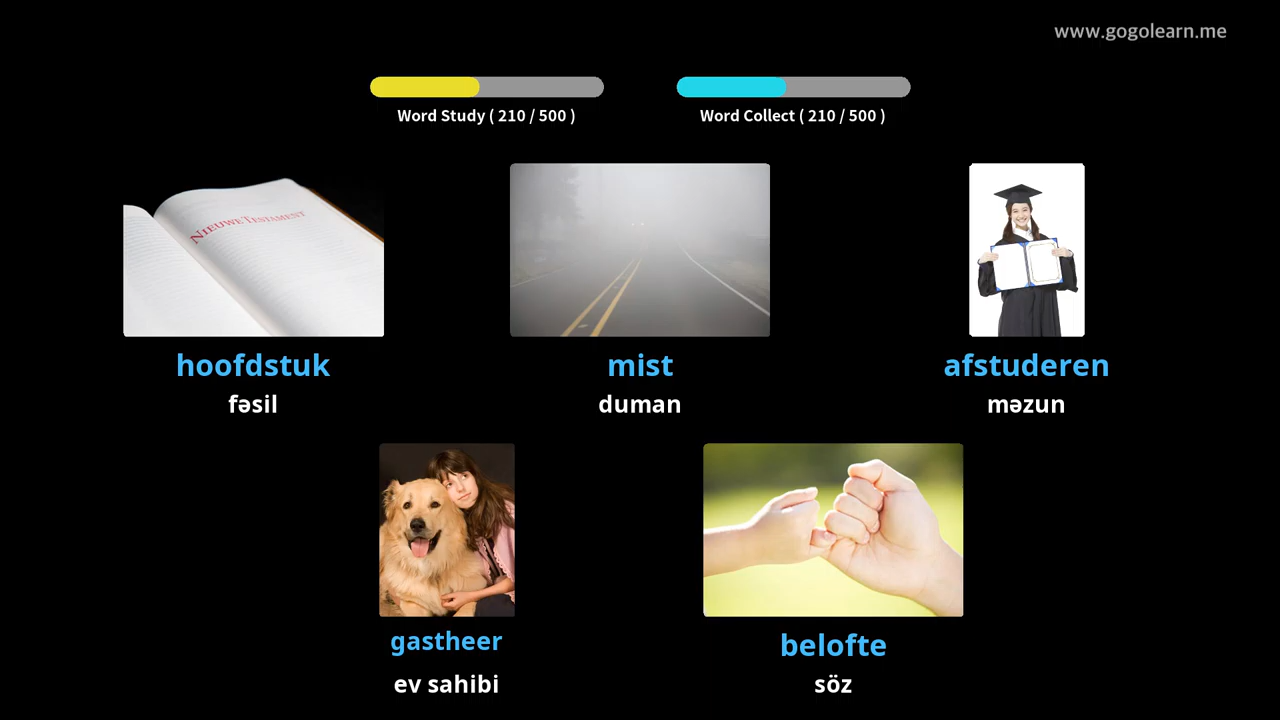 www.gogolearn.me
Word Study ( 210 / 500 )
Word Collect ( 210 / 500 )
NIEUWE TESTAMENT
hoofdstuk
fəsil
mist
duman
afstuderen
məzun
gastheer
ev sahibi
belofte
söz